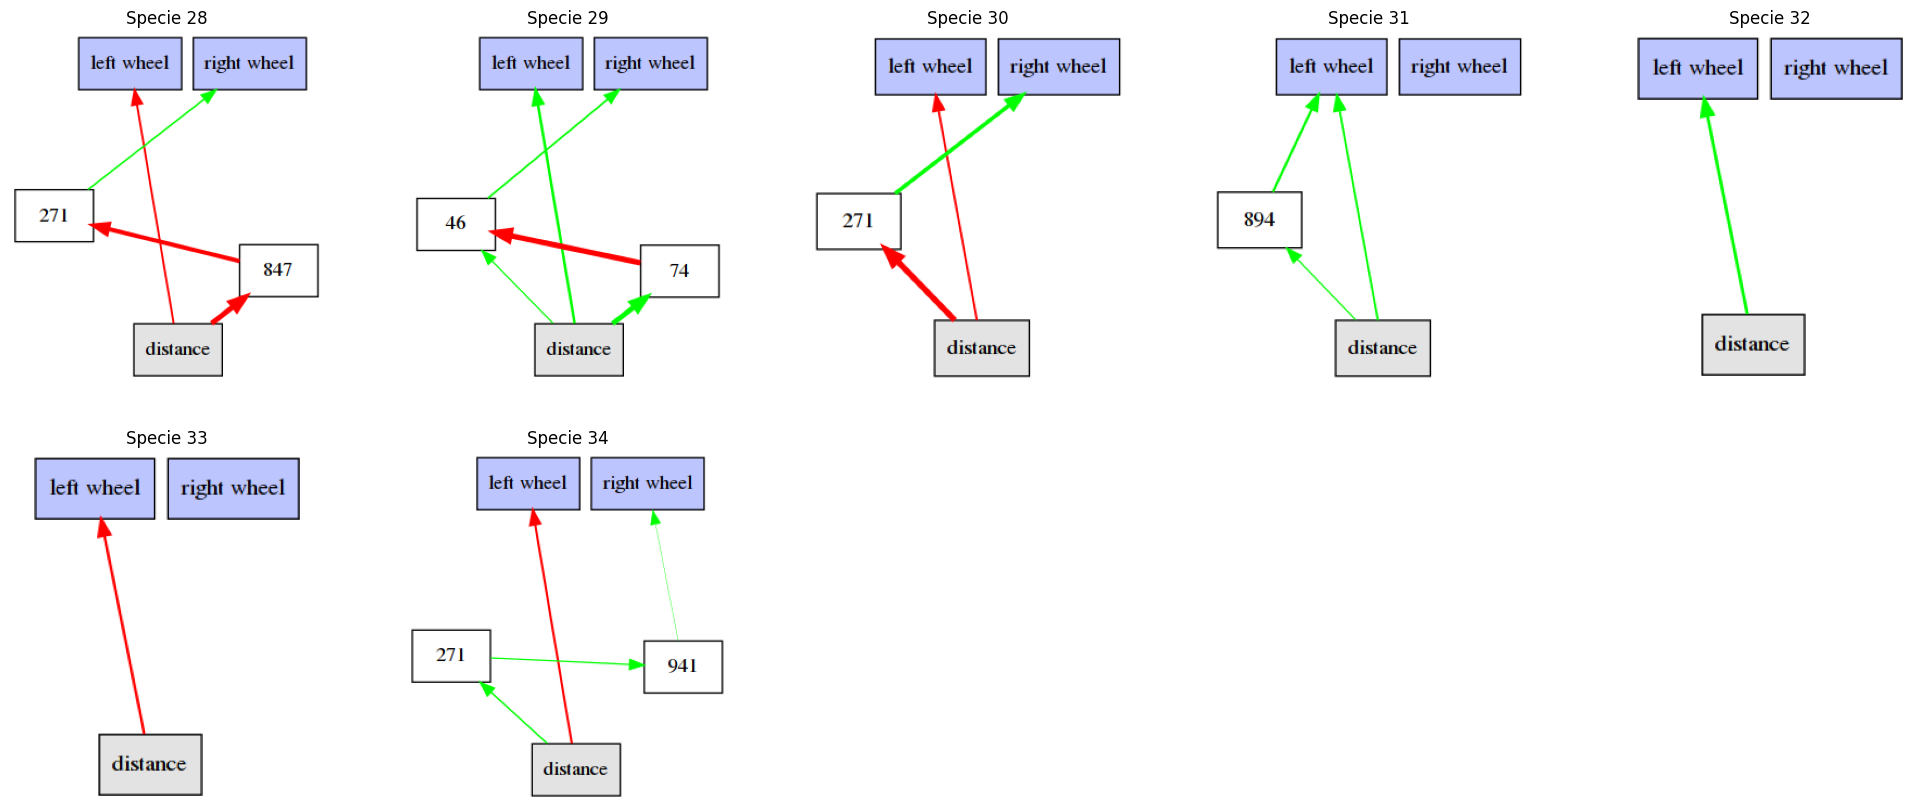 Specie 28
left wheel
right wheel
271
847
distance
Specie 29
left wheel
right wheel
46
74
distance
Specie 30
left wheel
right wheel
271
distance
Specie 31
left wheel
right wheel
894
distance
Specie 32
left wheel
right wheel
distance
Specie 33
left wheel
right wheel
distance
Specie 34
left wheel
right wheel
271
941
distance